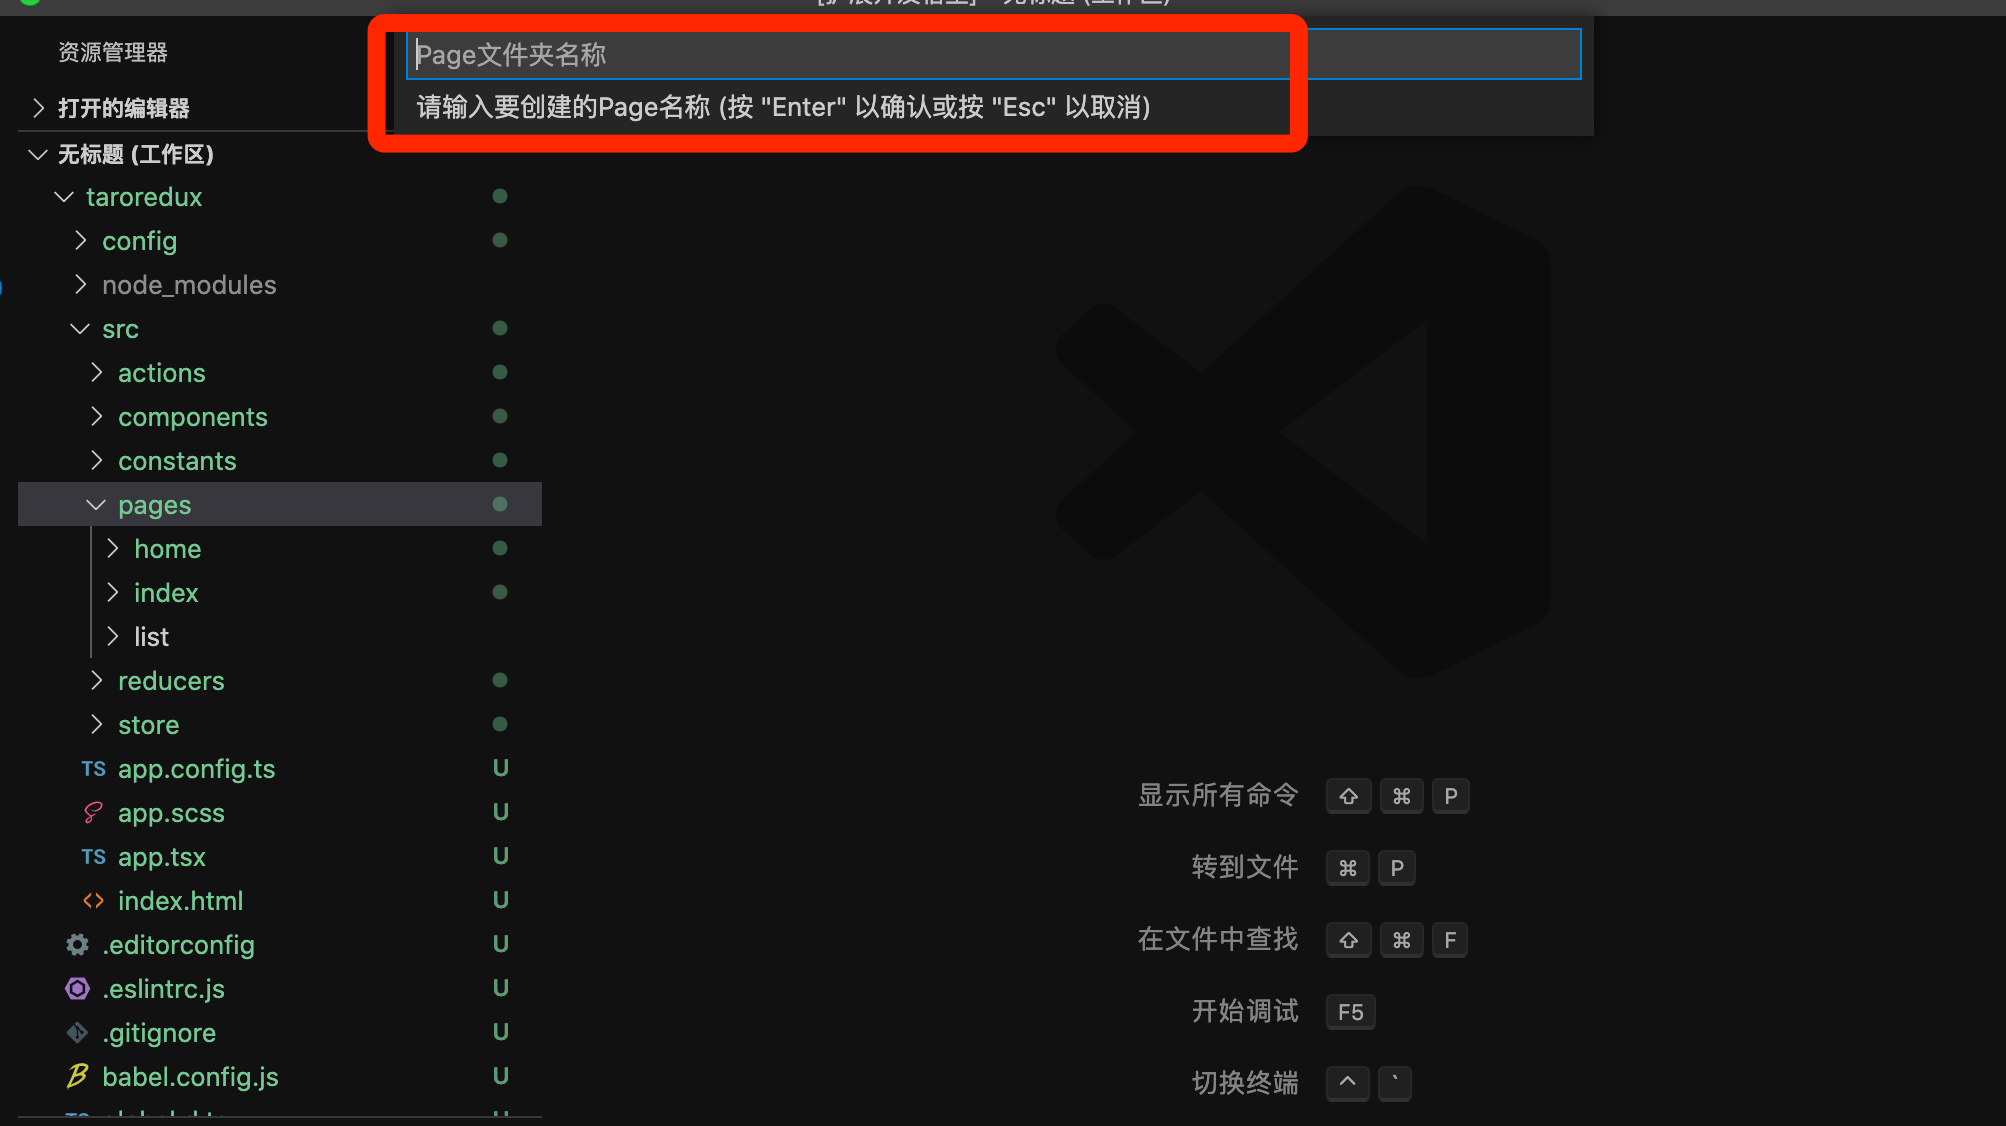 资源管理器
Page文件夹名称
请输入要创建的Page名称 (按 "Enter" 以确认或按 "Esc" 以取消)
打开的编辑器
无标题 (工作区)
taroredux
config
node_modules
src
actions
components
constants
pages
home
index
list
reducers
store
TS app.config.ts U
app.scss U
TS app.tsx U
index.html U
.editorconfig U
.eslintrc.js U
.gitignore U
babel.config.js U
显示所有命令 ⇧ ⌘ P
转到文件 ⌘ P
在文件中查找 ⇧ ⌘ F
开始调试 F5
切换终端 ^ `